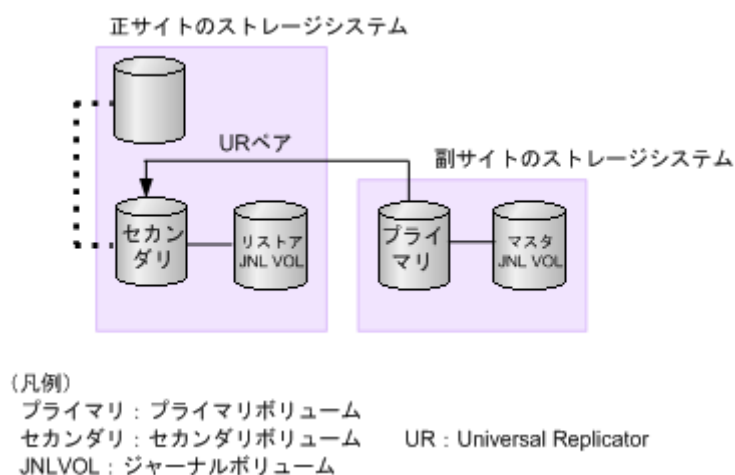 正サイトのストレージシステム
URペア
副サイトのストレージシステム
セカン
ダリ
リストア
JNL VOL
プライ
マリ
マスタ
JNL VOL
（凡例）
プライマリ：プライマリボリューム
セカンダリ：セカンダリボリューム　　UR：Universal Replicator
JNLVOL：ジャーナルボリューム